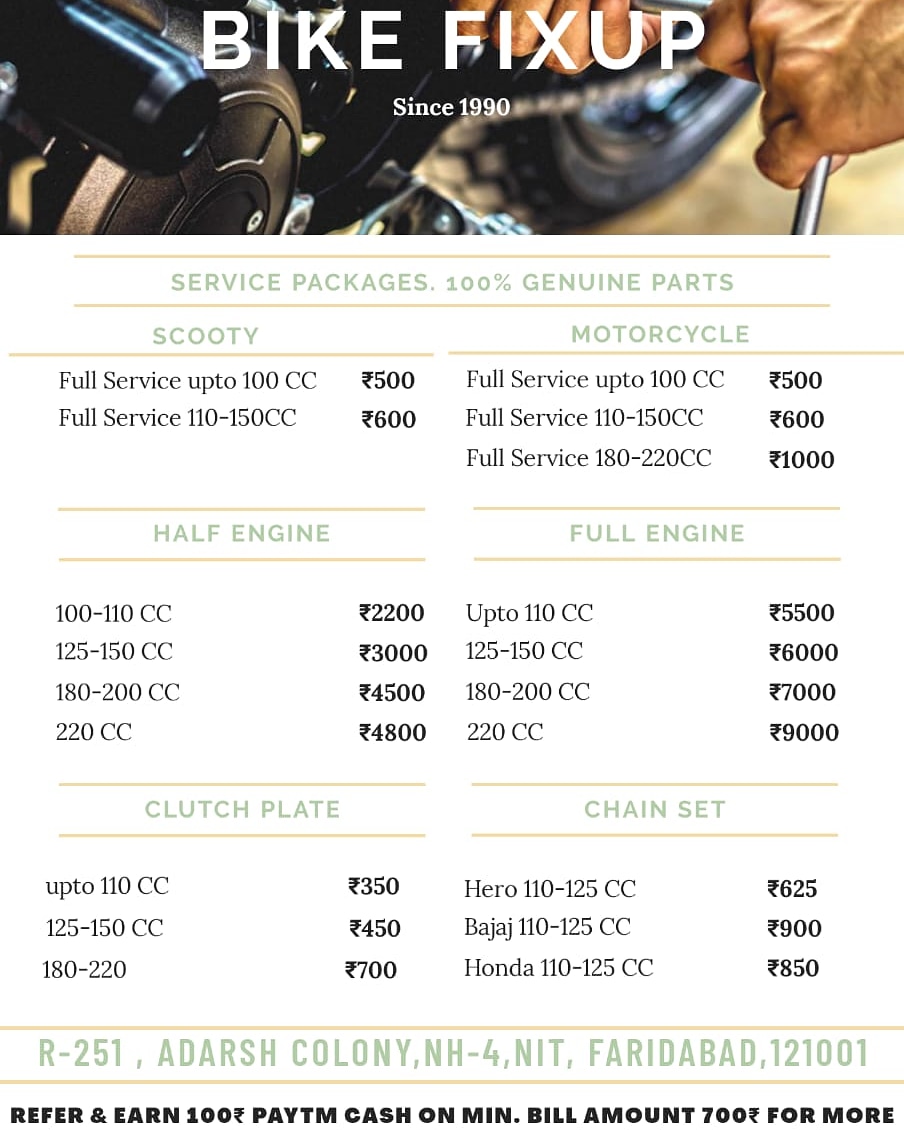 BIKE FIXUP
Since 1990
SERVICE PACKAGES. 100% GENUINE PARTS
SCOOTY
Full Service upto 100 CC ₹500
Full Service 110-150CC ₹600
MOTORCYCLE
Full Service upto 100 CC ₹500
Full Service 110-150CC ₹600
Full Service 180-220CC ₹1000
HALF ENGINE
100-110 CC ₹2200
125-150 CC ₹3000
180-200 CC ₹4500
220 CC ₹4800
FULL ENGINE
Upto 110 CC ₹5500
125-150 CC ₹6000
180-200 CC ₹7000
220 CC ₹9000
CLUTCH PLATE
upto 110 CC ₹350
125-150 CC ₹450
180-220 ₹700
CHAIN SET
Hero 110-125 CC ₹625
Bajaj 110-125 CC ₹900
Honda 110-125 CC ₹850
R-251 , ADARSH COLONY,NH-4,NIT, FARIDABAD,121001
REFER & EARN 100₹ PAYTM CASH ON MIN. BILL AMOUNT 700₹ FOR MORE